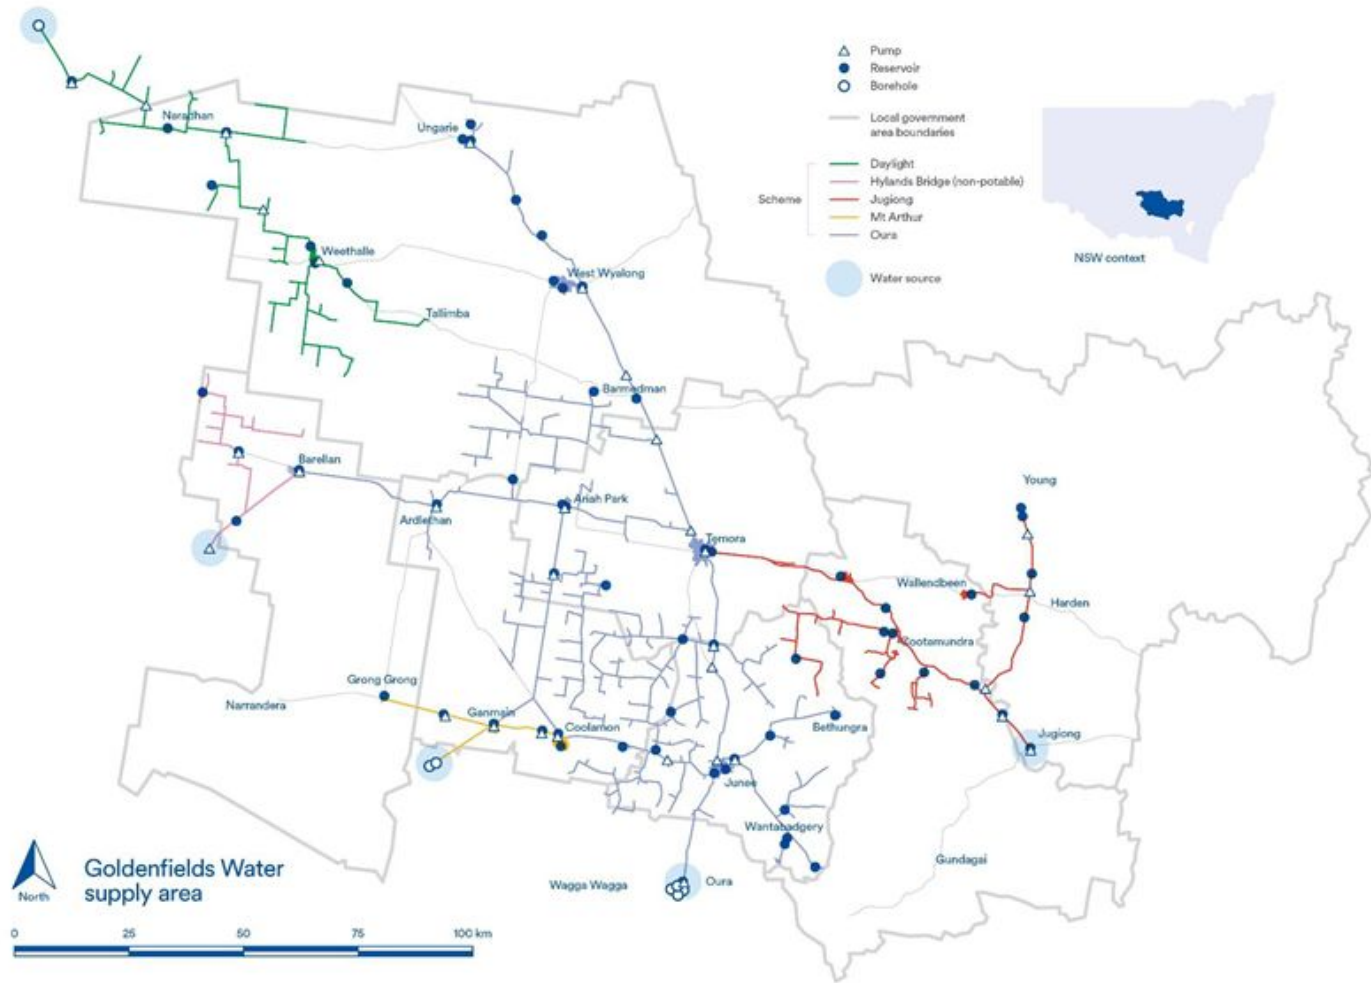 Pump
Reservoir
Borehole
Local government
area boundaries
Scheme
Daylight
Hylands Bridge (non-potable)
Jugiong
Mt Arthur
Oura
Water source
NSW context
Naradhan
Ungarie
Weethalle
West Wyalong
Tallimba
Barmedman
Barellan
Ardlethan
Ariah Park
Temora
Young
Wallendbeen
Harden
Cootamundra
Grong Grong
Narrandera
Ganmain
Coolamon
Bethungra
Jugiong
Junee
Wantabadgery
Gundagai
Wagga Wagga
Oura
North
Goldenfields Water
supply area
0 25 50 75 100 km